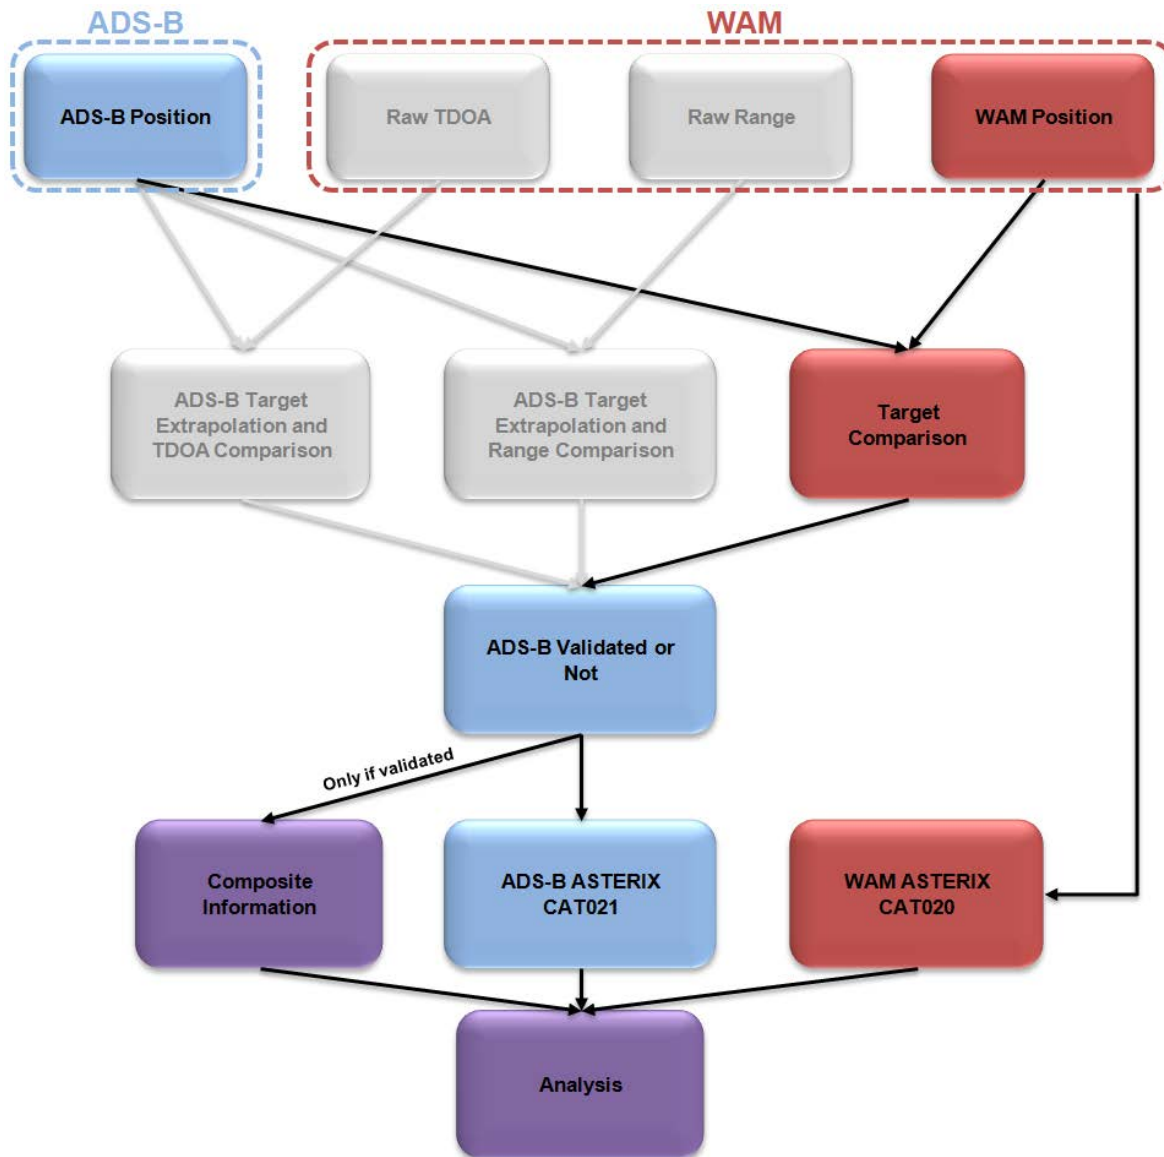 ADS-B
WAM
ADS-B Position
Raw TDOA
Raw Range
WAM Position
ADS-B Target
Extrapolation and
TDOA Comparison
ADS-B Target
Extrapolation and
Range Comparison
Target
Comparison
ADS-B Validated or
Not
Only if validated
Composite
Information
ADS-B ASTERIX
CAT021
WAM ASTERIX
CAT020
Analysis